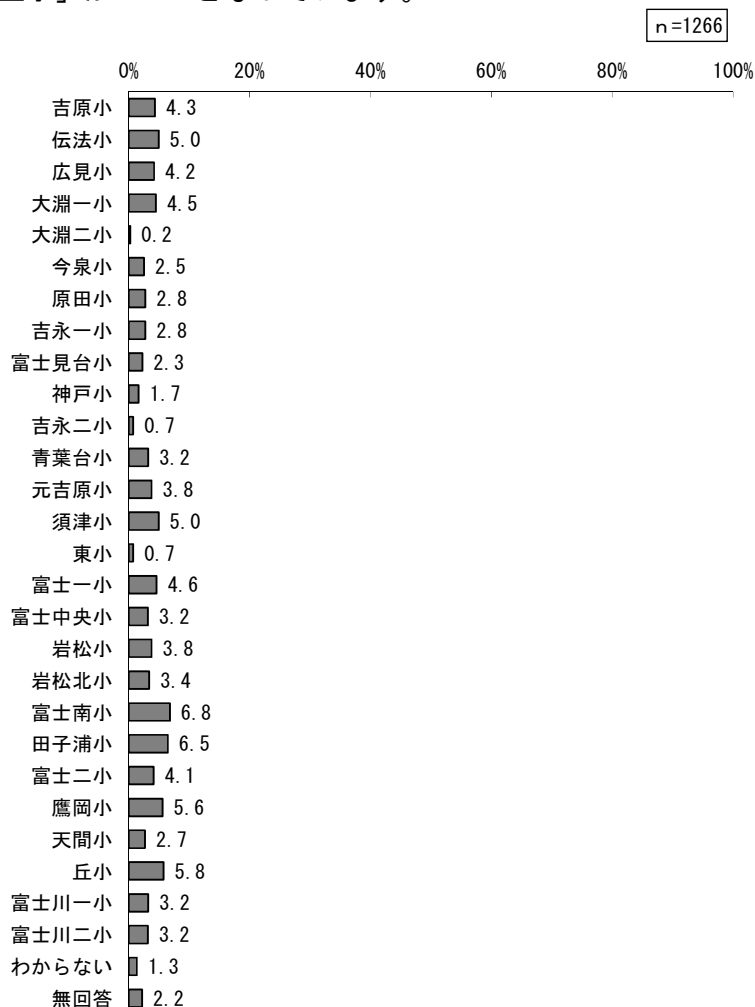 n=1266
0% 20% 40% 60% 80% 100%
吉原小 4.3
伝法小 5.0
広見小 4.2
大淵一小 4.5
大淵二小 0.2
今泉小 2.5
原田小 2.8
吉永一小 2.8
富士見台小 2.3
神戸小 1.7
吉永二小 0.7
青葉台小 3.2
元吉原小 3.8
須津小 5.0
東小 0.7
富士一小 4.6
富士中央小 3.2
岩松小 3.8
岩松北小 3.4
富士南小 6.8
田子浦小 6.5
富士二小 4.1
鷹岡小 5.6
天間小 2.7
丘小 5.8
富士川一小 3.2
富士川二小 3.2
わからない 1.3
無回答 2.2